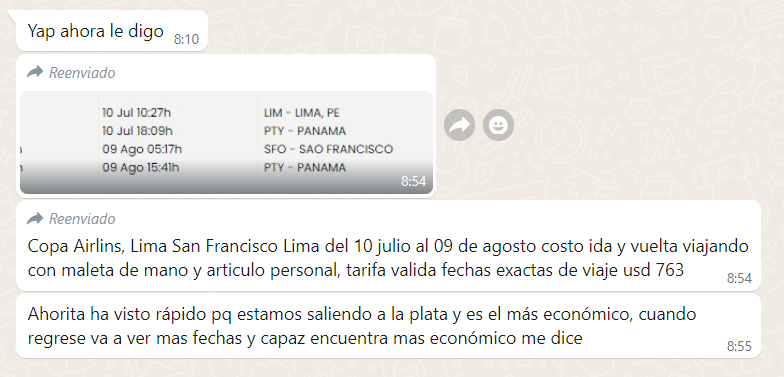 Yap ahora le digo
8:10
Reenviado
10 Jul 10:27h LIM - LIMA, PE
10 Jul 18:09h PTY - PANAMA
09 Ago 05:17h SFO - SAO FRANCISCO
09 Ago 15:41h PTY - PANAMA
8:54
Reenviado
Copa Airlins, Lima San Francisco Lima del 10 julio al 09 de agosto costo ida y vuelta viajando
con maleta de mano y articulo personal, tarifa valida fechas exactas de viaje usd 763
8:54
Ahorita ha visto rápido pq estamos saliendo a la plata y es el más económico, cuando
regrese va a ver mas fechas y capaz encuentra mas económico me dice
8:55